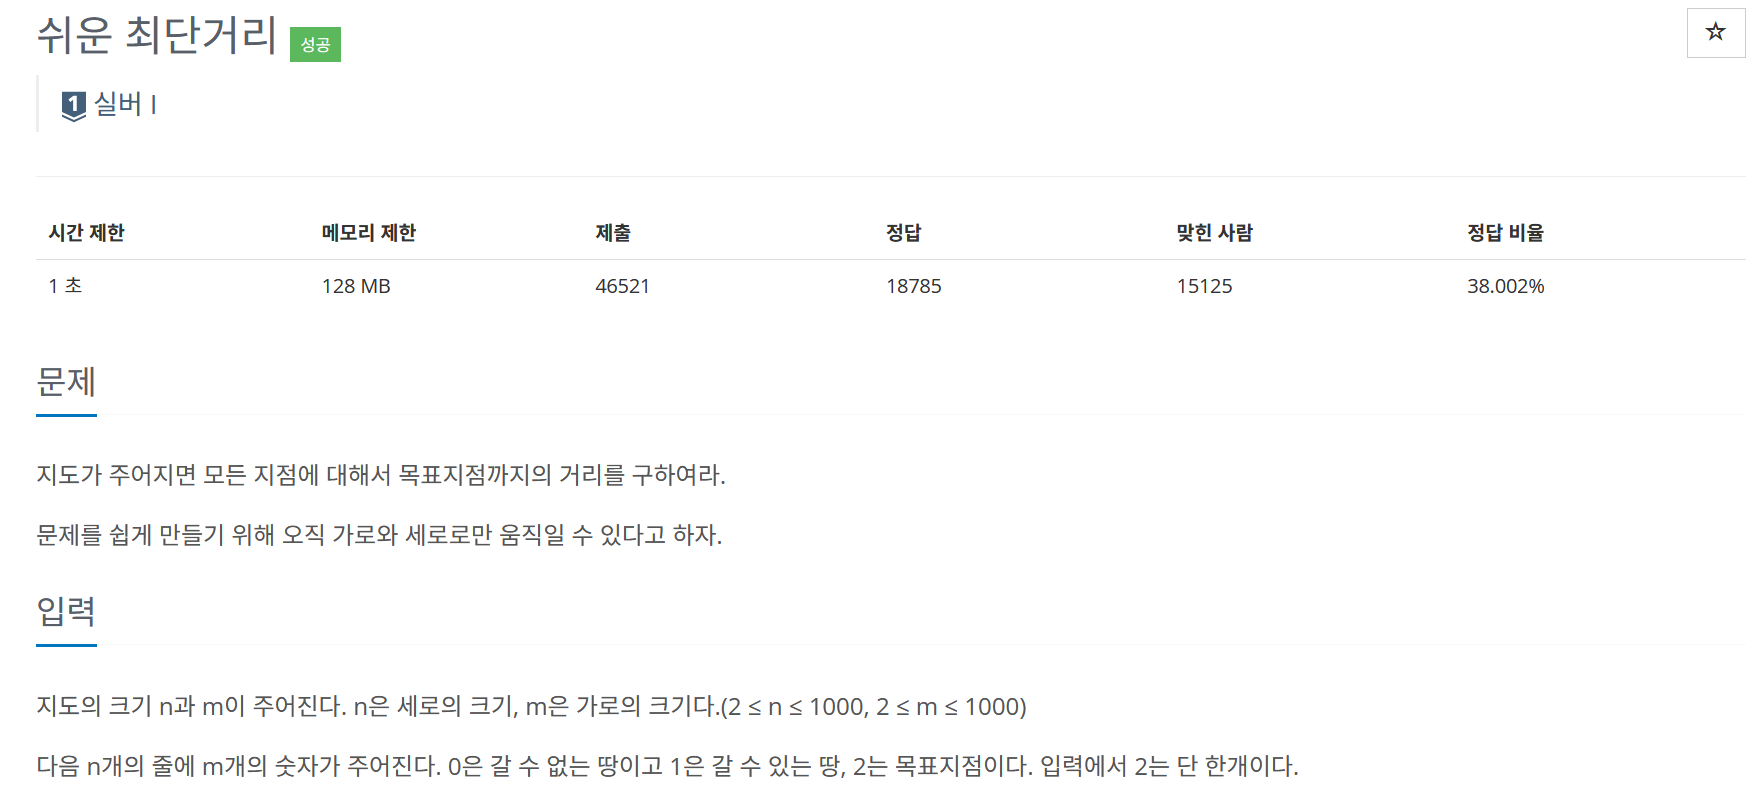 쉬운 최단거리 성공
1 실버 I
시간 제한 메모리 제한 제출 정답 맞힌 사람 정답 비율
1 초 128 MB 46521 18785 15125 38.002%
문제
지도가 주어지면 모든 지점에 대해서 목표지점까지의 거리를 구하여라.
문제를 쉽게 만들기 위해 오직 가로와 세로로만 움직일 수 있다고 하자.
입력
지도의 크기 n과 m이 주어진다. n은 세로의 크기, m은 가로의 크기다.(2 ≤ n ≤ 1000, 2 ≤ m ≤ 1000)
다음 n개의 줄에 m개의 숫자가 주어진다. 0은 갈 수 없는 땅이고 1은 갈 수 있는 땅, 2는 목표지점이다. 입력에서 2는 단 한개이다.